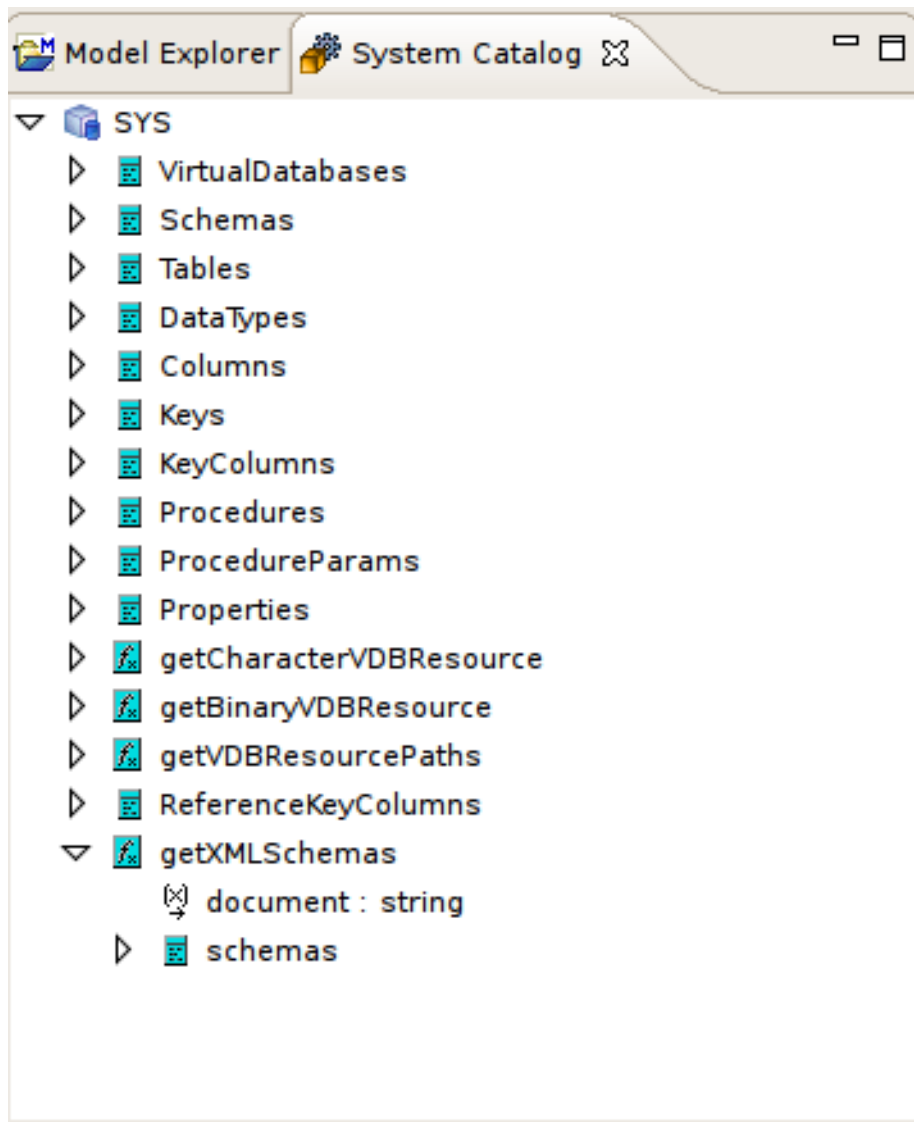 Model Explorer System Catalog
SYS
VirtualDatabases
Schemas
Tables
DataTypes
Columns
Keys
KeyColumns
Procedures
ProcedureParams
Properties
getCharacterVDBResource
getBinaryVDBResource
getVDBResourcePaths
ReferenceKeyColumns
getXMLSchemas
document : string
schemas